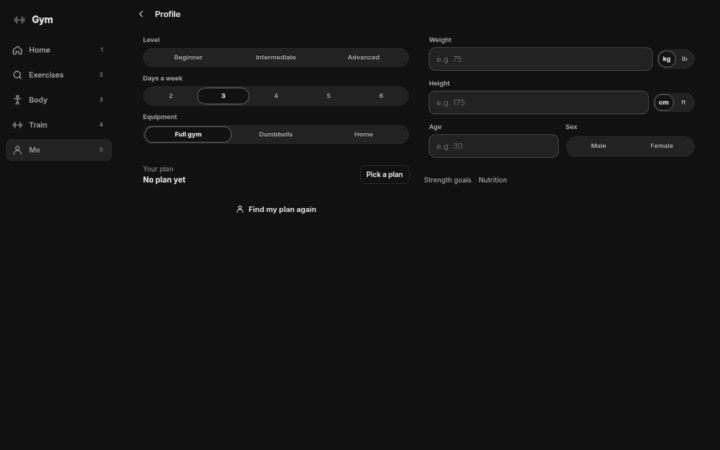 Gym
Home 1
Exercises 2
Body 3
Train 4
Me 5
Profile
Level
Beginner Intermediate Advanced
Days a week
2 3 4 5 6
Equipment
Full gym Dumbbells Home
Your plan
No plan yet
Pick a plan
Find my plan again
Weight
e.g. 75 kg lb
Height
e.g. 175 cm ft
Age
e.g. 30
Sex
Male Female
Strength goals Nutrition